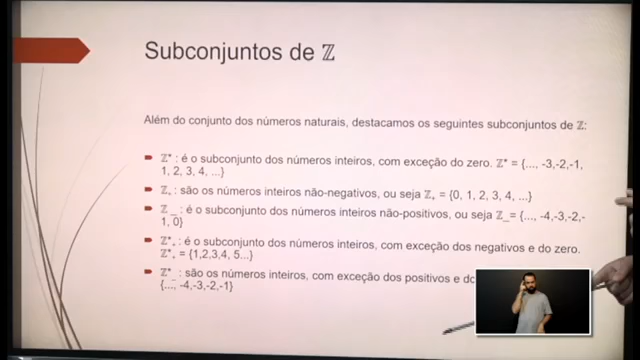 Subconjuntos de ℤ
Além do conjunto dos números naturais, destacamos os seguintes subconjuntos de ℤ:
ℤ* : é o subconjunto dos números inteiros, com exceção do zero. ℤ* = {..., -3,-2,-1,
1, 2, 3, 4, ...}
ℤ₊ : são os números inteiros não-negativos, ou seja ℤ₊ = {0, 1, 2, 3, 4, ...}
ℤ_ : é o subconjunto dos números inteiros não-positivos, ou seja ℤ_= {..., -4,-3,-2,-
1, 0}
ℤ*₊ : é o subconjunto dos números inteiros, com exceção dos negativos e do zero.
ℤ*₊ = {1,2,3,4, 5...}
ℤ*_ : são os números inteiros, com exceção dos positivos e do
{..., -4,-3,-2,-1}